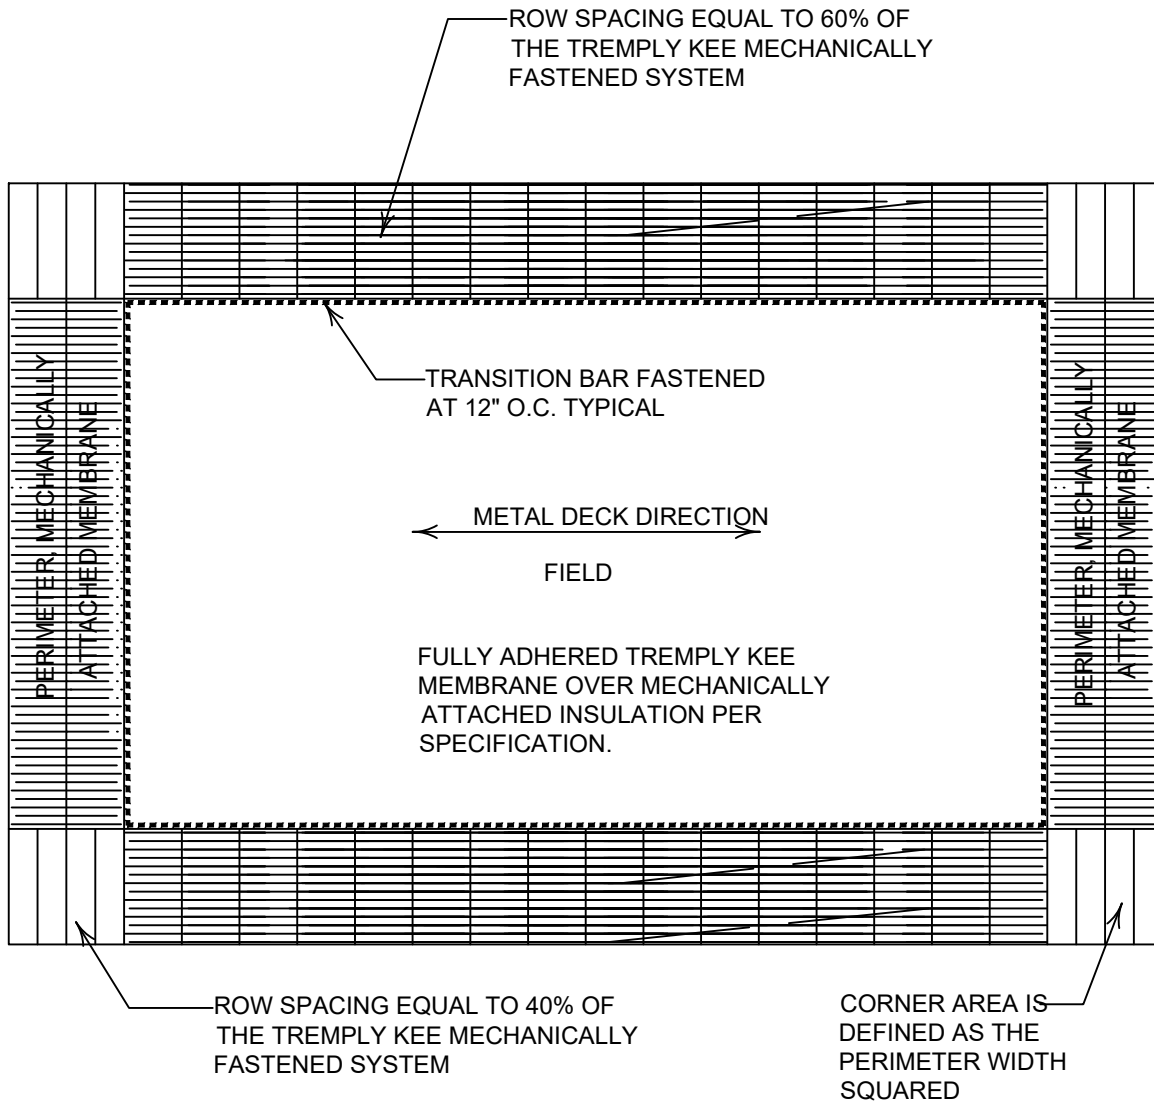 ROW SPACING EQUAL TO 60% OF
THE TREMPLY KEE MECHANICALLY
FASTENED SYSTEM
TRANSITION BAR FASTENED
AT 12" O.C. TYPICAL
PERIMETER, MECHANICALLY
ATTACHED MEMBRANE
METAL DECK DIRECTION
FIELD
FULLY ADHERED TREMPLY KEE
MEMBRANE OVER MECHANICALLY
ATTACHED INSULATION PER
SPECIFICATION.
PERIMETER, MECHANICALLY
ATTACHED MEMBRANE
ROW SPACING EQUAL TO 40% OF
THE TREMPLY KEE MECHANICALLY
FASTENED SYSTEM
CORNER AREA IS
DEFINED AS THE
PERIMETER WIDTH
SQUARED